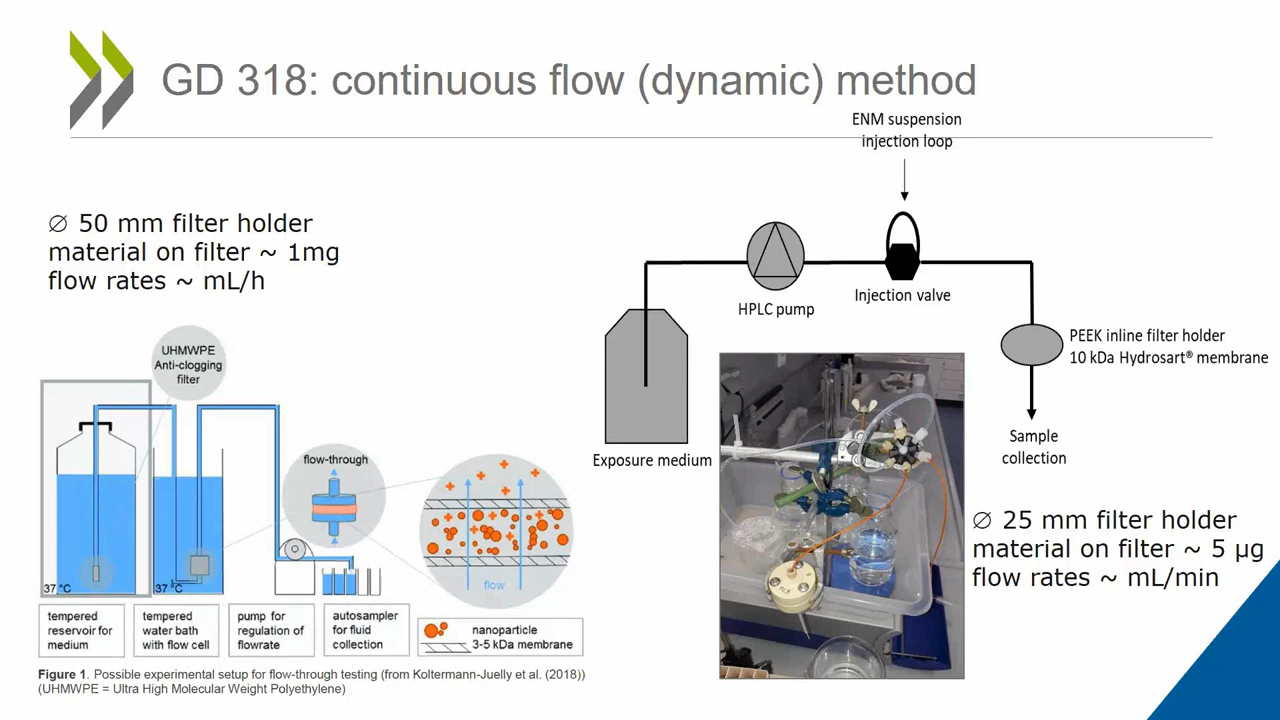 GD 318: continuous flow (dynamic) method
∅ 50 mm filter holder
material on filter ~ 1mg
flow rates ~ mL/h
UHMWPE
Anti-clogging
filter
flow-through
flow
37 °C
37 °C
tempered
reservoir for
medium
tempered
water bath
with flow cell
pump for
regulation of
flowrate
autosampler
for fluid
collection
nanoparticle
3-5 kDa membrane
Figure 1. Possible experimental setup for flow-through testing (from Koltermann-Juelly et al. (2018))
(UHMWPE = Ultra High Molecular Weight Polyethylene)
ENM suspension
injection loop
HPLC pump
Injection valve
PEEK inline filter holder
10 kDa Hydrosart® membrane
Exposure medium
Sample
collection
∅ 25 mm filter holder
material on filter ~ 5 µg
flow rates ~ mL/min